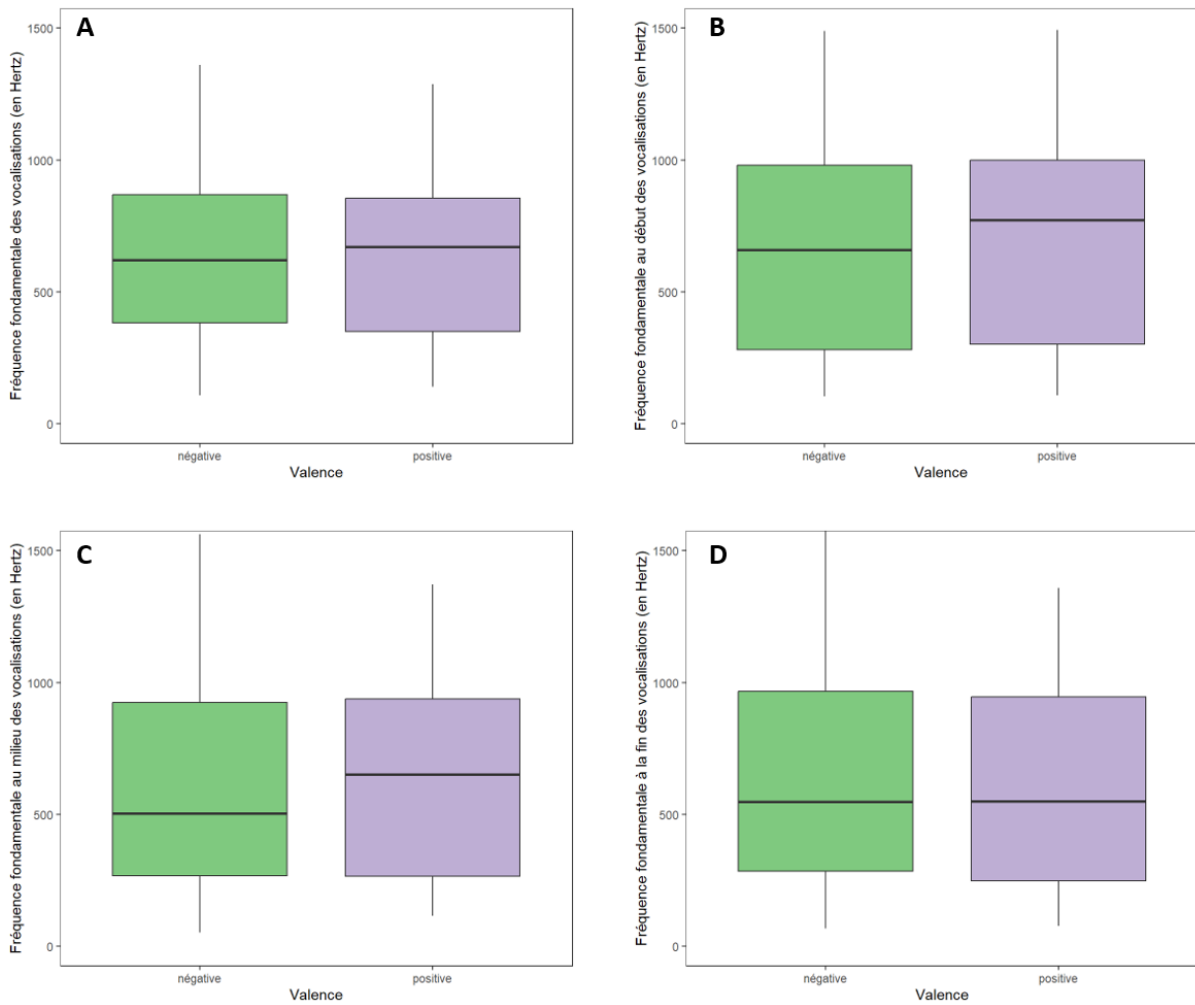 A
Fréquence fondamentale des vocalisations (en Hertz)
1500
1000
500
0
négative
positive
Valence
B
Fréquence fondamentale au début des vocalisations (en Hertz)
1500
1000
500
0
négative
positive
Valence
C
Fréquence fondamentale au milieu des vocalisations (en Hertz)
1500
1000
500
0
négative
positive
Valence
D
Fréquence fondamentale à la fin des vocalisations (en Hertz)
1500
1000
500
0
négative
positive
Valence